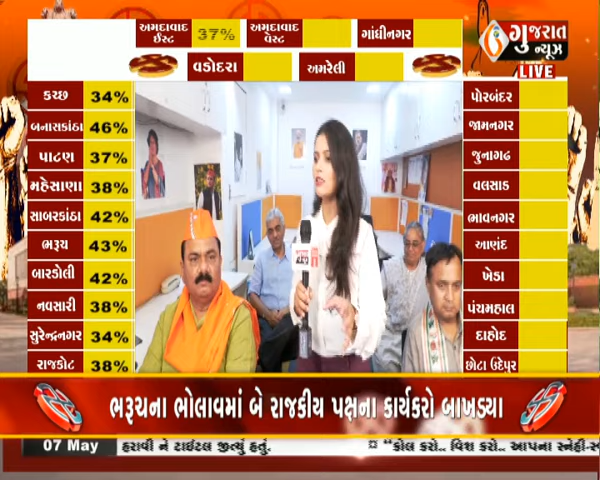 અમદાવાદ ઈસ્ટ 37% અમદાવાદ વેસ્ટ ગાંધીનગર
વડોદરા અમરેલી
ગુજરાત ન્યૂઝ
LIVE
કચ્છ 34%
બનાસકાંઠા 46%
પાટણ 37%
મહેસાણા 38%
સાબરકાંઠા 42%
ભરૂચ 43%
બારડોલી 42%
નવસારી 38%
સુરેન્દ્રનગર 34%
રાજકોટ 38%
પોરબંદર
જામનગર
જુનાગઢ
વલસાડ
ભાવનગર
આણંદ
ખેડા
પંચમહાલ
દાહોદ
છોટા ઉદેપુર
ભરૂચના ભોલાવમાં બે રાજકીય પક્ષના કાર્યકરો બાખડ્યા
07 May હરાવી ને ટાઈટલ જીત્યું હતું. "કોલ કરો.. વિશ કરો.. આપના સ્નેહી-સ્